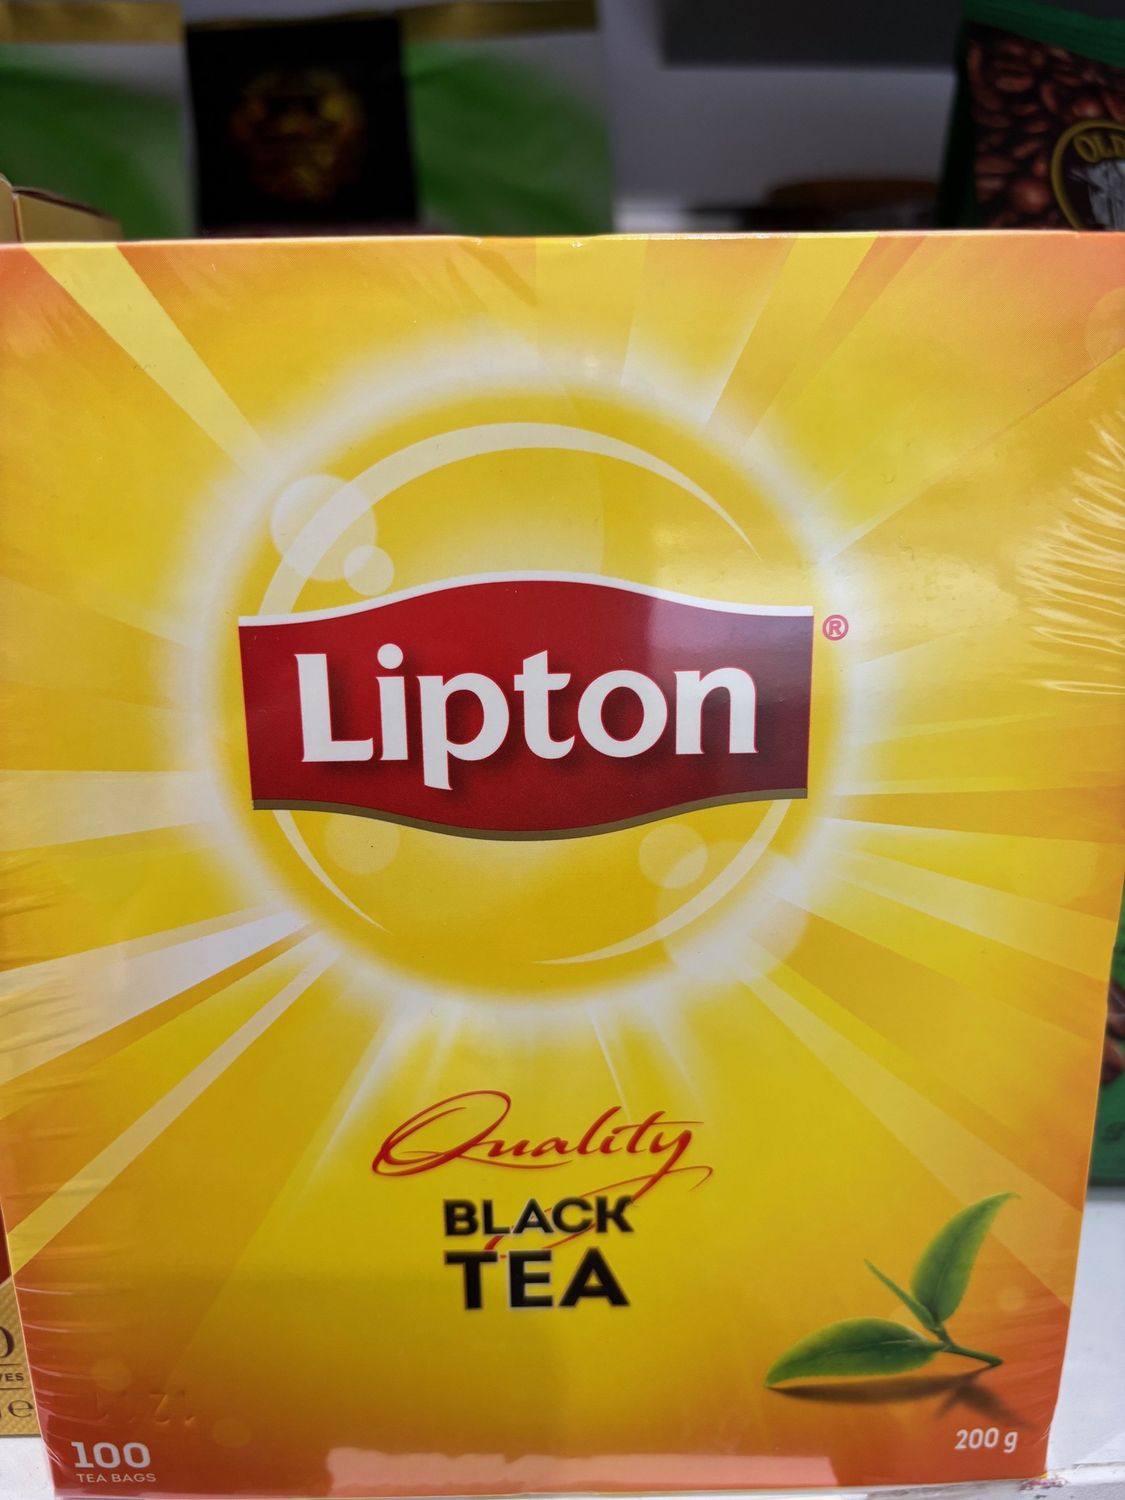 Lipton
®
Quality
BLACK
TEA
100
TEA BAGS
200 g